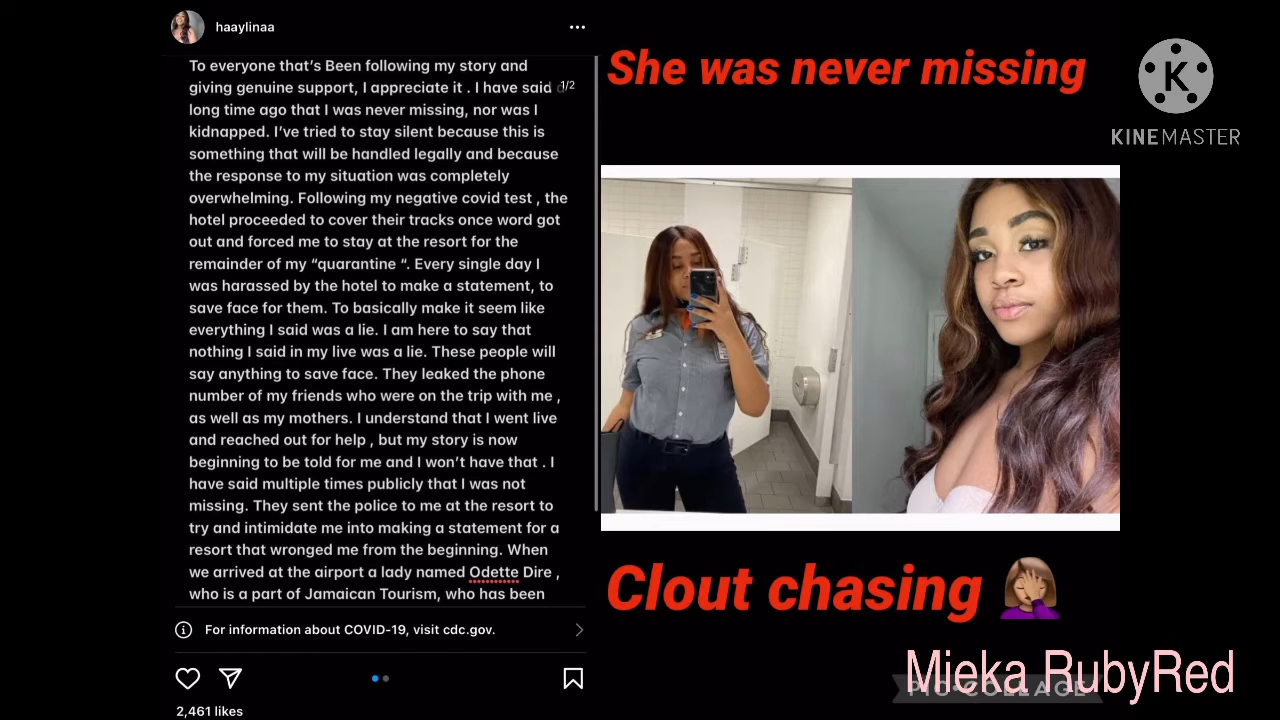 haaylinaa
To everyone that's Been following my story and
giving genuine support, I appreciate it . I have said a
1/2
long time ago that I was never missing, nor was I
kidnapped. I've tried to stay silent because this is
something that will be handled legally and because
the response to my situation was completely
overwhelming. Following my negative covid test , the
hotel proceeded to cover their tracks once word got
out and forced me to stay at the resort for the
remainder of my “quarantine “. Every single day I
was harassed by the hotel to make a statement, to
save face for them. To basically make it seem like
everything I said was a lie. I am here to say that
nothing I said in my live was a lie. These people will
say anything to save face. They leaked the phone
number of my friends who were on the trip with me ,
as well as my mothers. I understand that I went live
and reached out for help , but my story is now
beginning to be told for me and I won't have that . I
have said multiple times publicly that I was not
missing. They sent the police to me at the resort to
try and intimidate me into making a statement for a
resort that wronged me from the beginning. When
we arrived at the airport a lady named Odette Dire ,
who is a part of Jamaican Tourism, who has been
For information about COVID-19, visit cdc.gov.
2,461 likes
She was never missing
K
KINEMASTER
Clout chasing
Mieka RubyRed
PIC•COLLAGE